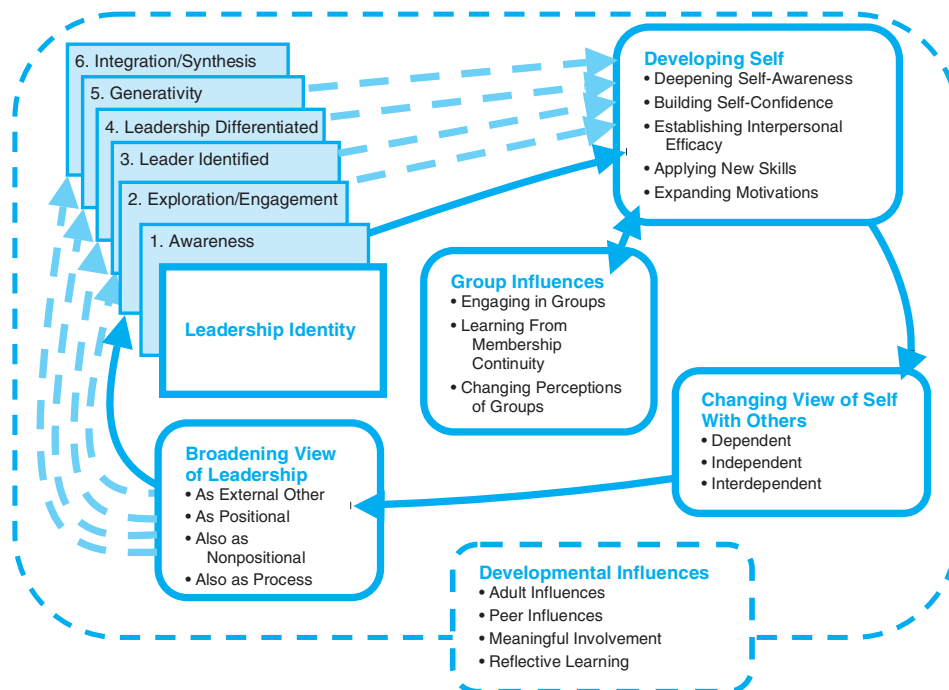 6. Integration/Synthesis
5. Generativity
4. Leadership Differentiated
3. Leader Identified
2. Exploration/Engagement
1. Awareness
Leadership Identity
Developing Self
• Deepening Self-Awareness
• Building Self-Confidence
• Establishing Interpersonal
Efficacy
• Applying New Skills
• Expanding Motivations
Group Influences
• Engaging in Groups
• Learning From
Membership
Continuity
• Changing Perceptions
of Groups
Changing View of Self
With Others
• Dependent
• Independent
• Interdependent
Broadening View
of Leadership
• As External Other
• As Positional
• Also as
Nonpositional
• Also as Process
Developmental Influences
• Adult Influences
• Peer Influences
• Meaningful Involvement
• Reflective Learning